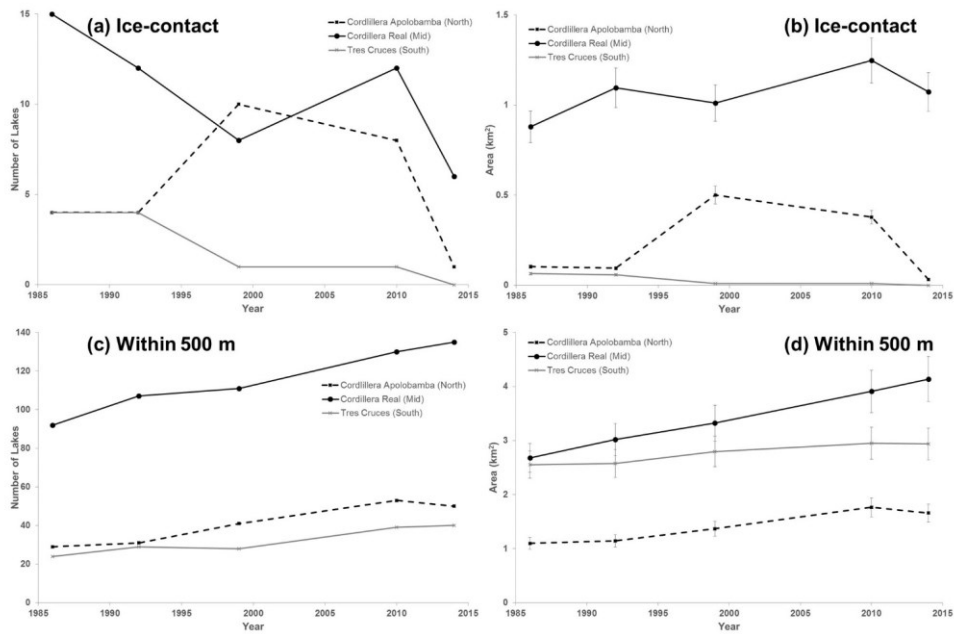 (a) Ice-contact
Cordlillera Apolobamba (North)
Cordillera Real (Mid)
Tres Cruces (South)
15
10
5
0
Number of Lakes
1985 1990 1995 2000 2005 2010 2015
Year
(b) Ice-contact
Cordlillera Apolobamba (North)
Cordillera Real (Mid)
Tres Cruces (South)
1.5
1
0.5
0
Area (km²)
1985 1990 1995 2000 2005 2010 2015
Year
(c) Within 500 m
Cordlillera Apolobamba (North)
Cordillera Real (Mid)
Tres Cruces (South)
140
120
100
80
60
40
20
0
Number of Lakes
1985 1990 1995 2000 2005 2010 2015
Year
(d) Within 500 m
Cordlillera Apolobamba (North)
Cordillera Real (Mid)
Tres Cruces (South)
5
4
3
2
1
0
Area (km²)
1985 1990 1995 2000 2005 2010 2015
Year